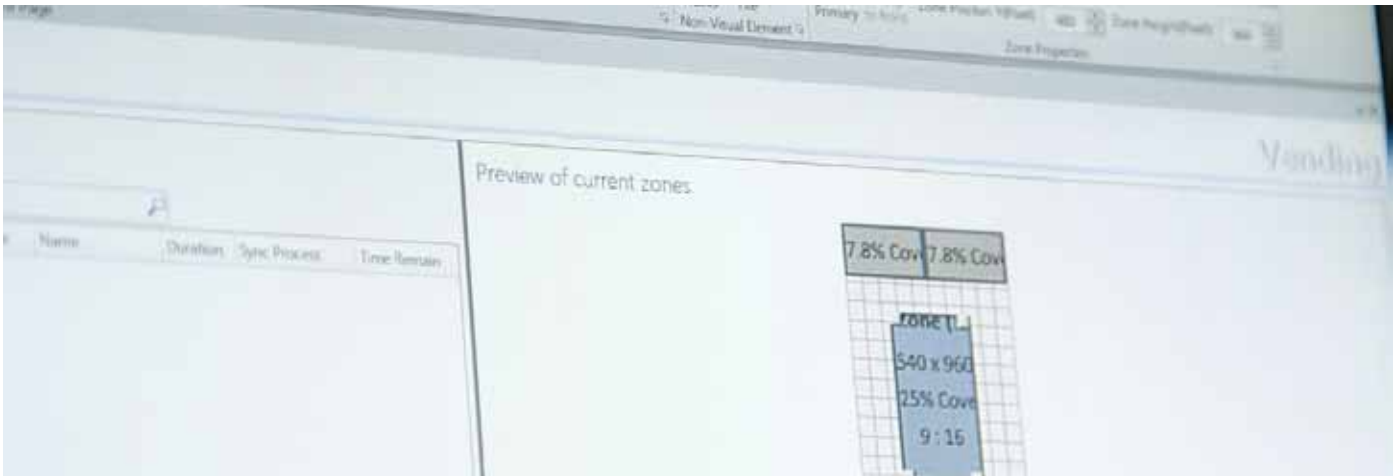 Page
Non-Visual Element
Primary
Zone Properties
Vending
Preview of current zones
Name Duration Sync Process Time Remain
7.8% Cov 7.8% Cov
540 x 960
25% Cove
9 : 16